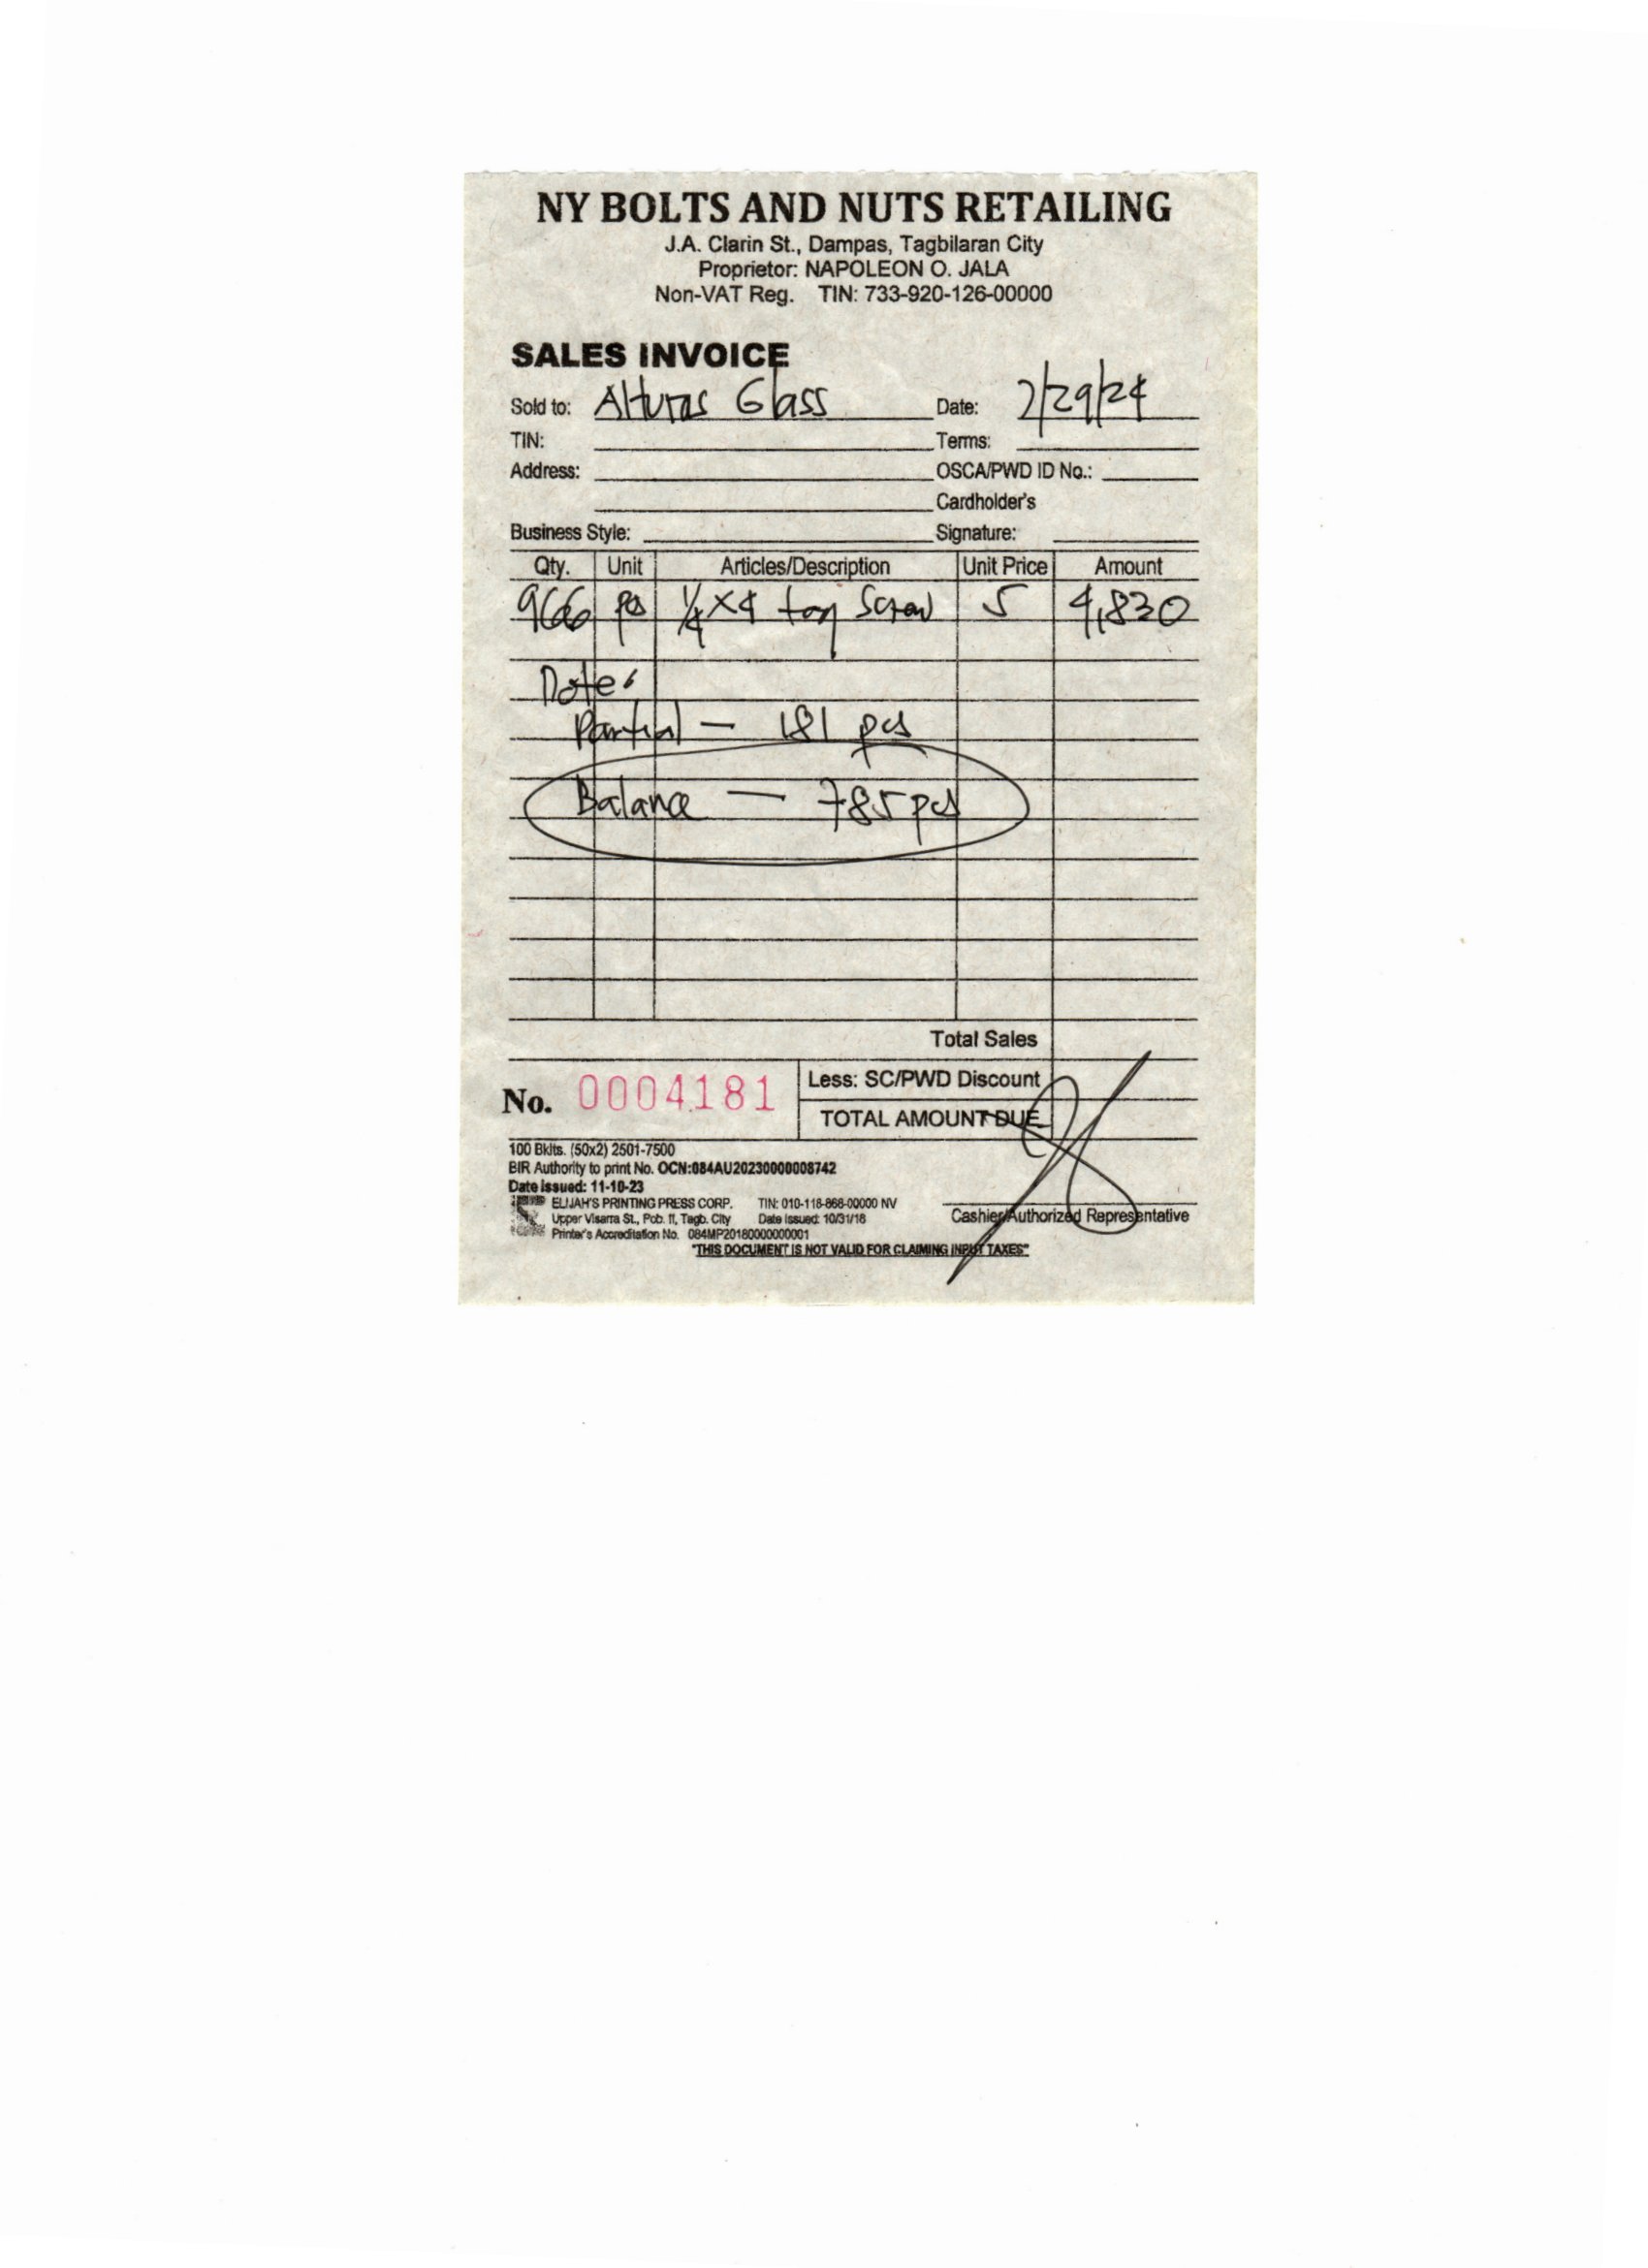 NY BOLTS AND NUTS RETAILING
J.A. Clarin St., Dampas, Tagbilaran City
Proprietor: NAPOLEON O. JALA
Non-VAT Reg. TIN: 733-920-126-00000
SALES INVOICE
Sold to: Alturas Glass Date: 2/29/24
TIN: Terms:
Address: OSCA/PWD ID No.:
Cardholder's
Business Style: Signature:
Qty. Unit Articles/Description Unit Price Amount
966 pcs 1/4 x 4 Screw 5 4,830
Note:
Partial — 181 pcs
Balance — 785 pcs
Total Sales
Less: SC/PWD Discount
No. 0004181
TOTAL AMOUNT DUE
100 Bklts. (50x2) 2501-7500
BIR Authority to print No. OCN:084AU20230000008742
Date issued: 11-10-23
ELIJAH'S PRINTING PRESS CORP. TIN: 010-118-868-00000 NV
Upper Visarra St., Pob. II, Tagb. City Date Issued: 10/31/18
Printer's Accreditation No. 084MP20180000000001
Cashier/Authorized Representative
"THIS DOCUMENT IS NOT VALID FOR CLAIMING INPUT TAXES"